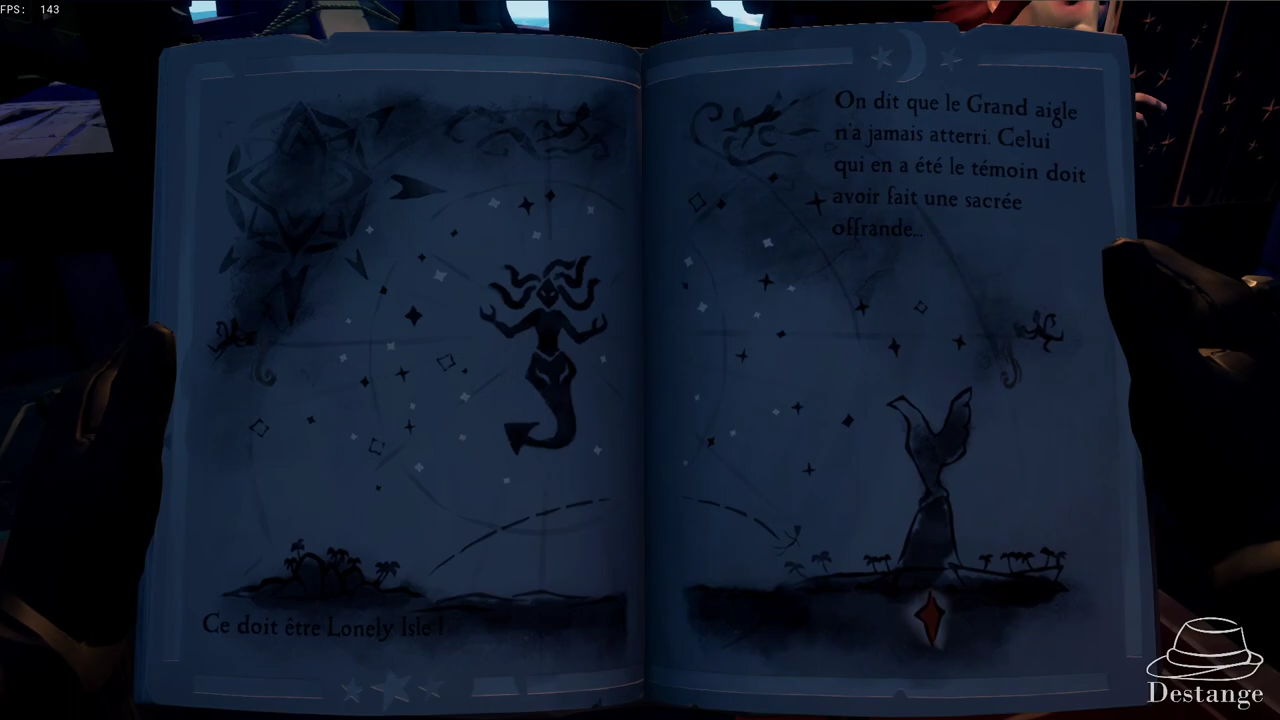 FPS: 143
On dit que le Grand aigle
n'a jamais atterri. Celui
qui en a été le témoin doit
avoir fait une sacrée
offrande...
Ce doit être Lonely Isle !
Destange